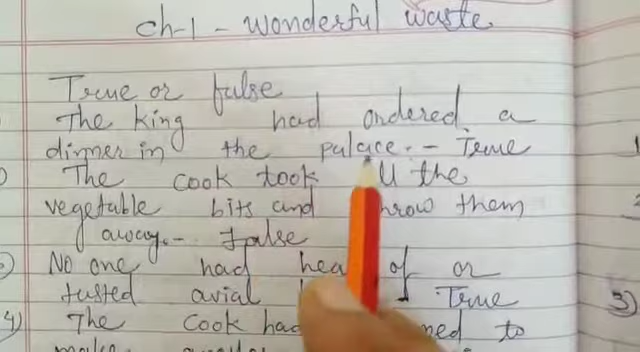 Ch-1 - Wonderful Waste
True or false
The king had ordered a
dinner in the palace. - True
The cook took the
vegetable bits and them
away. - False
No one had of or
tasted avial True
The cook had to
3)
4)